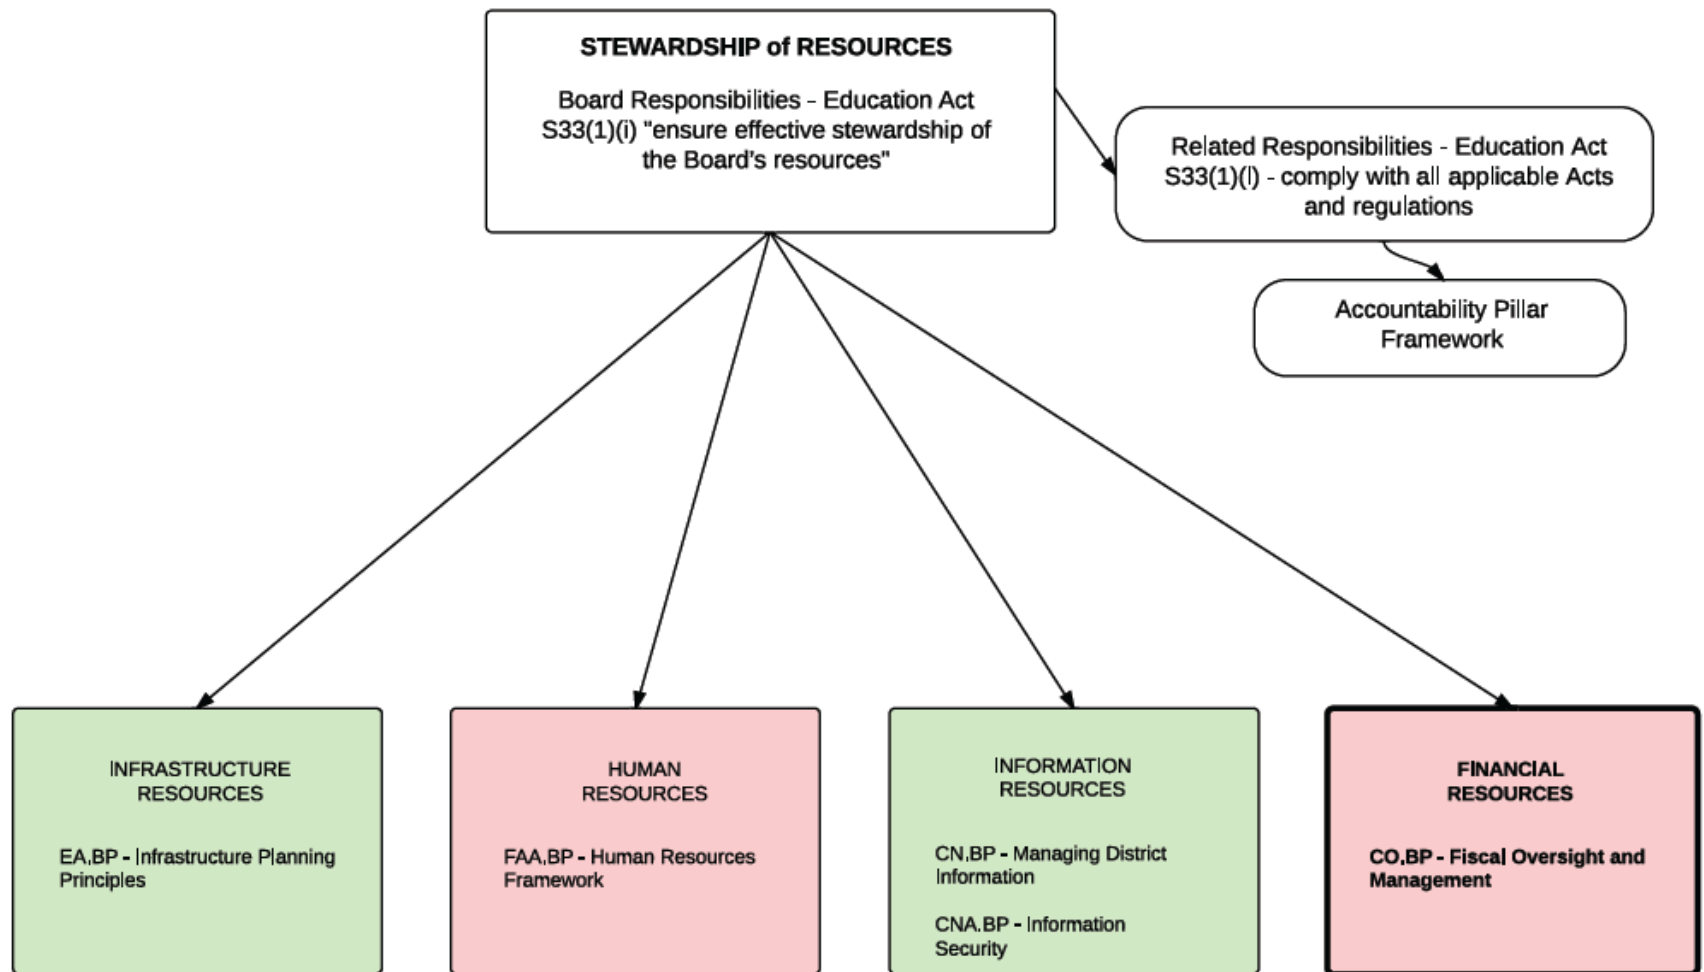 STEWARDSHIP of RESOURCES
Board Responsibilities - Education Act
S33(1)(i) "ensure effective stewardship of
the Board's resources"
Related Responsibilities - Education Act
S33(1)(l) - comply with all applicable Acts
and regulations
Accountability Pillar
Framework
INFRASTRUCTURE
RESOURCES
EA.BP - Infrastructure Planning
Principles
HUMAN
RESOURCES
FAA.BP - Human Resources
Framework
INFORMATION
RESOURCES
CN.BP - Managing District
Information
CNA.BP - Information
Security
FINANCIAL
RESOURCES
CO.BP - Fiscal Oversight and
Management